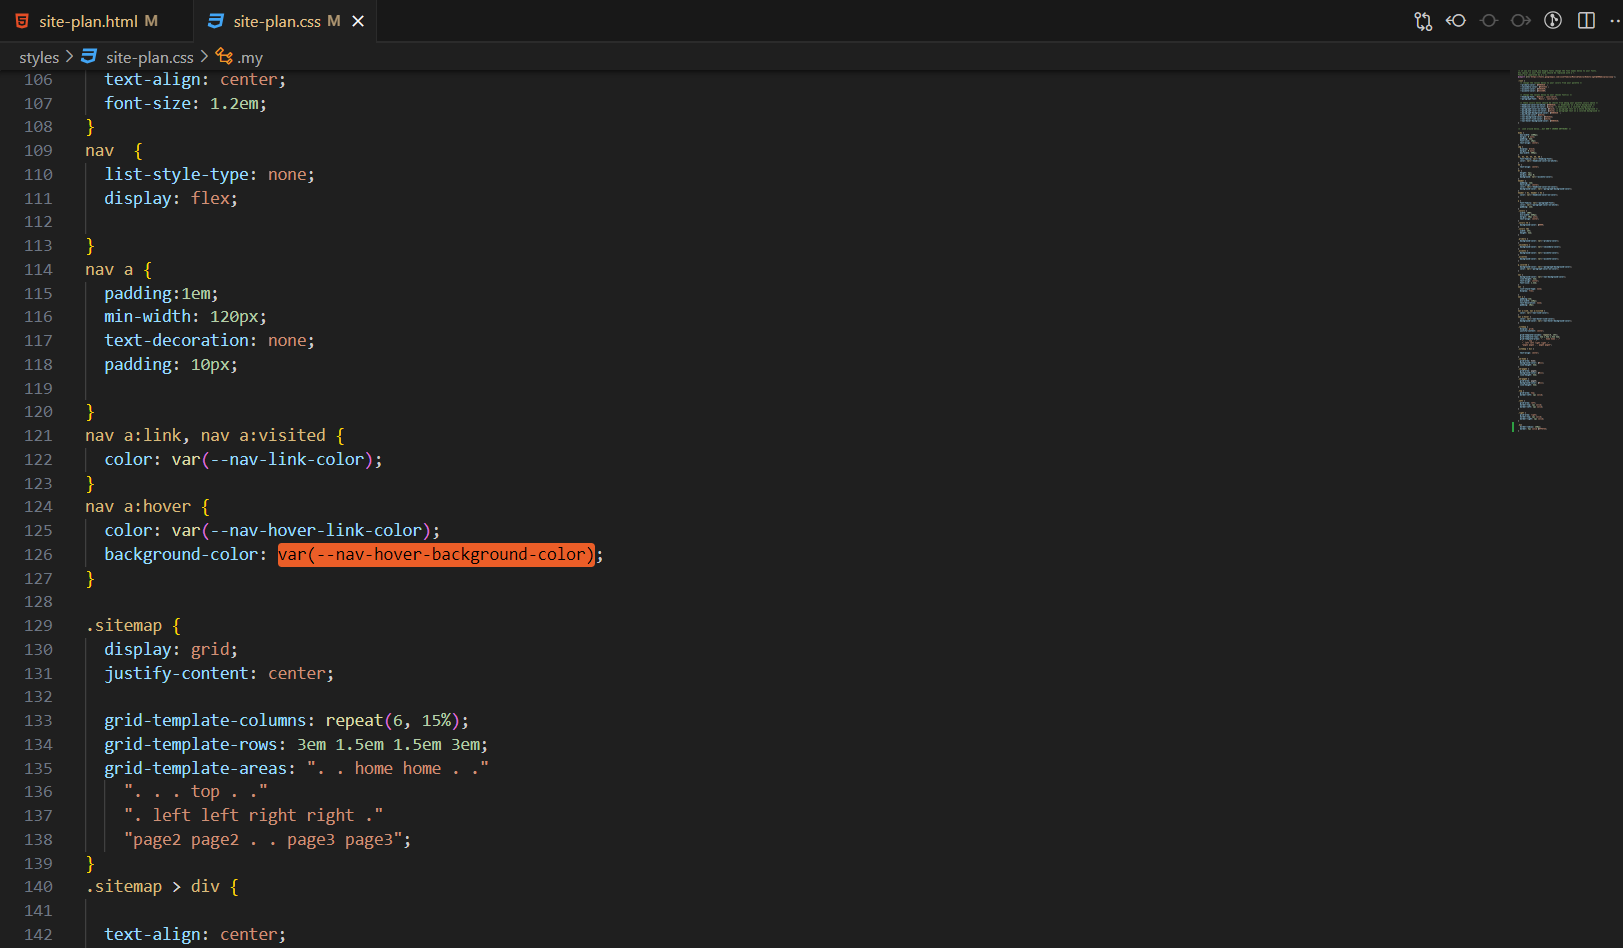 site-plan.html M
site-plan.css M
styles > site-plan.css > .my
106 text-align: center;
107 font-size: 1.2em;
108 }
109 nav  {
110 list-style-type: none;
111 display: flex;
112
113 }
114 nav a {
115 padding:1em;
116 min-width: 120px;
117 text-decoration: none;
118 padding: 10px;
119
120 }
121 nav a:link, nav a:visited {
122 color: var(--nav-link-color);
123 }
124 nav a:hover {
125 color: var(--nav-hover-link-color);
126 background-color: var(--nav-hover-background-color);
127 }
128
129 .sitemap {
130 display: grid;
131 justify-content: center;
132
133 grid-template-columns: repeat(6, 15%);
134 grid-template-rows: 3em 1.5em 1.5em 3em;
135 grid-template-areas: ". . home home . ."
136 ". . . top . ."
137 ". left left right right ."
138 "page2 page2 . . page3 page3";
139 }
140 .sitemap > div {
141
142 text-align: center;